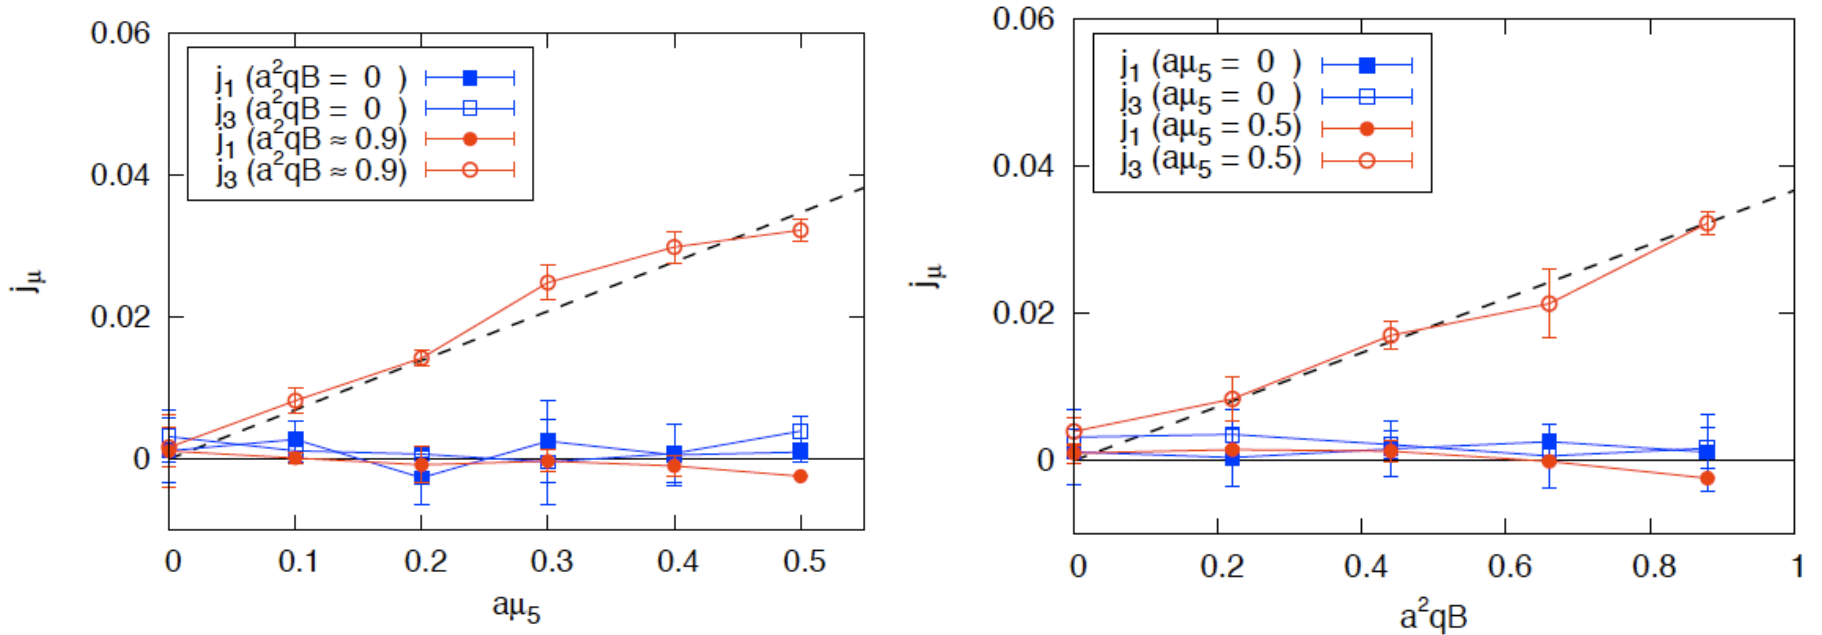 0.06
j₁ (a²qB = 0 )
j₃ (a²qB = 0 )
j₁ (a²qB ≈ 0.9)
j₃ (a²qB ≈ 0.9)
0.04
jμ
0.02
0
0 0.1 0.2 0.3 0.4 0.5
aμ₅
0.06
j₁ (aμ₅ = 0 )
j₃ (aμ₅ = 0 )
j₁ (aμ₅ = 0.5)
j₃ (aμ₅ = 0.5)
0.04
jμ
0.02
0
0 0.2 0.4 0.6 0.8 1
a²qB